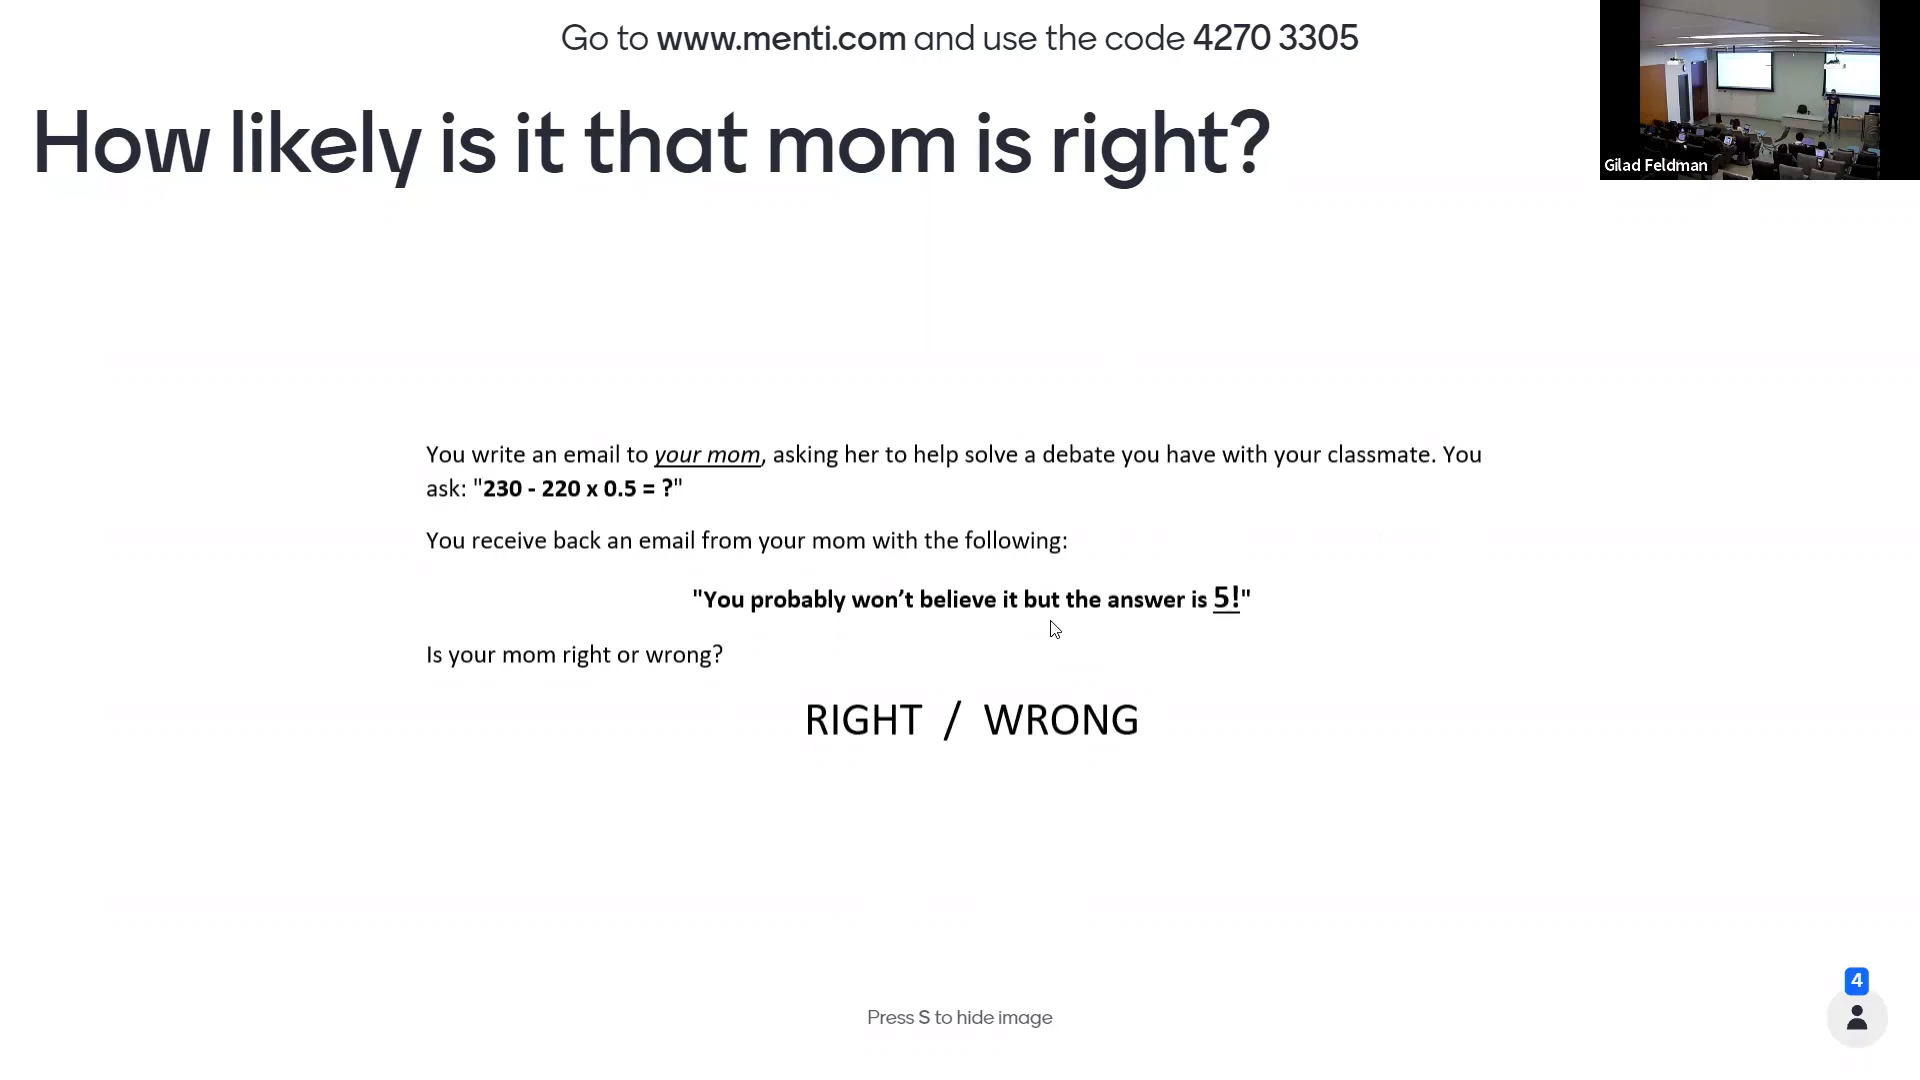 Go to www.menti.com and use the code 4270 3305
How likely is it that mom is right?
Gilad Feldman
You write an email to your mom, asking her to help solve a debate you have with your classmate. You
ask: "230 - 220 x 0.5 = ?"
You receive back an email from your mom with the following:
"You probably won’t believe it but the answer is 5!"
Is your mom right or wrong?
RIGHT / WRONG
Press S to hide image
4